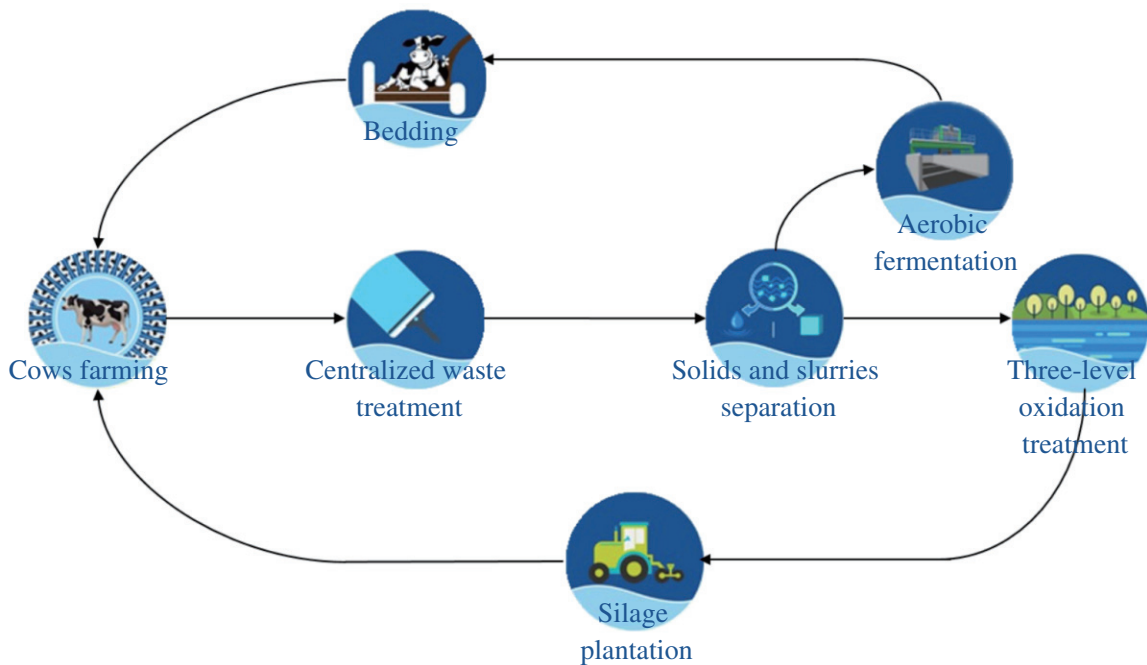 Bedding
Aerobic
fermentation
Cows farming
Centralized waste
treatment
Solids and slurries
separation
Three-level
oxidation
treatment
Silage
plantation